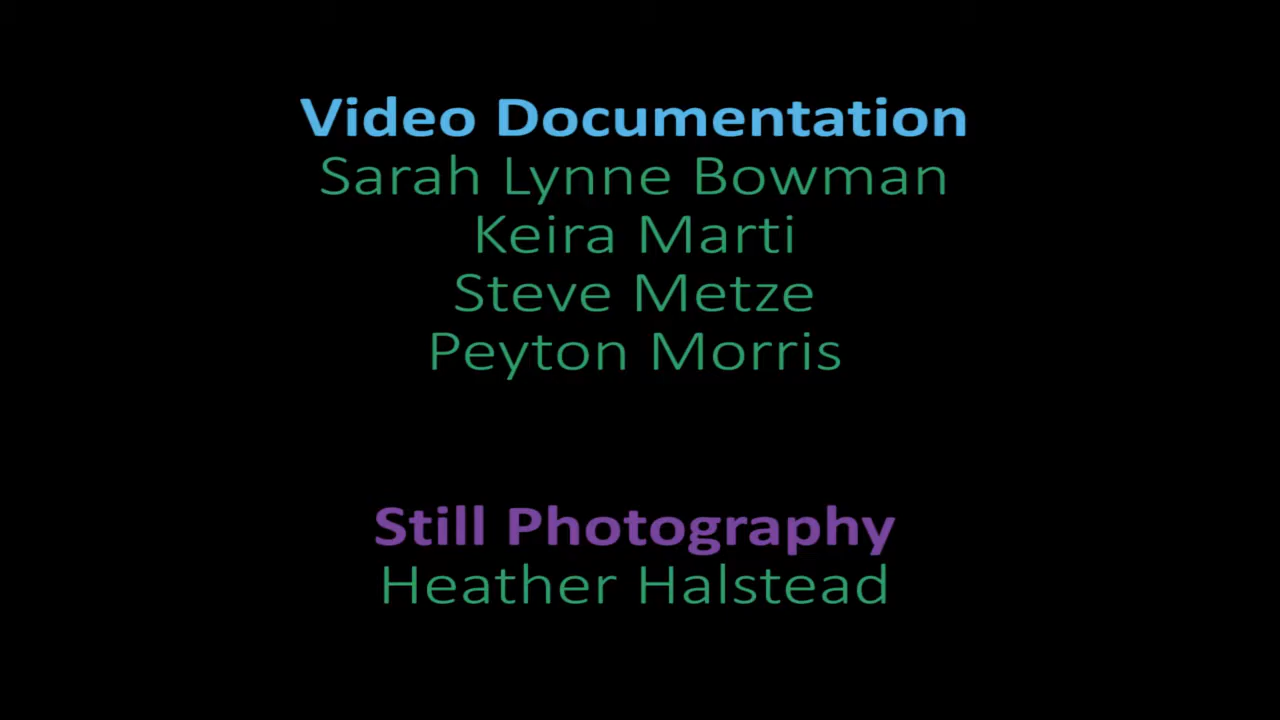 Video Documentation
Sarah Lynne Bowman
Keira Marti
Steve Metze
Peyton Morris
Still Photography
Heather Halstead